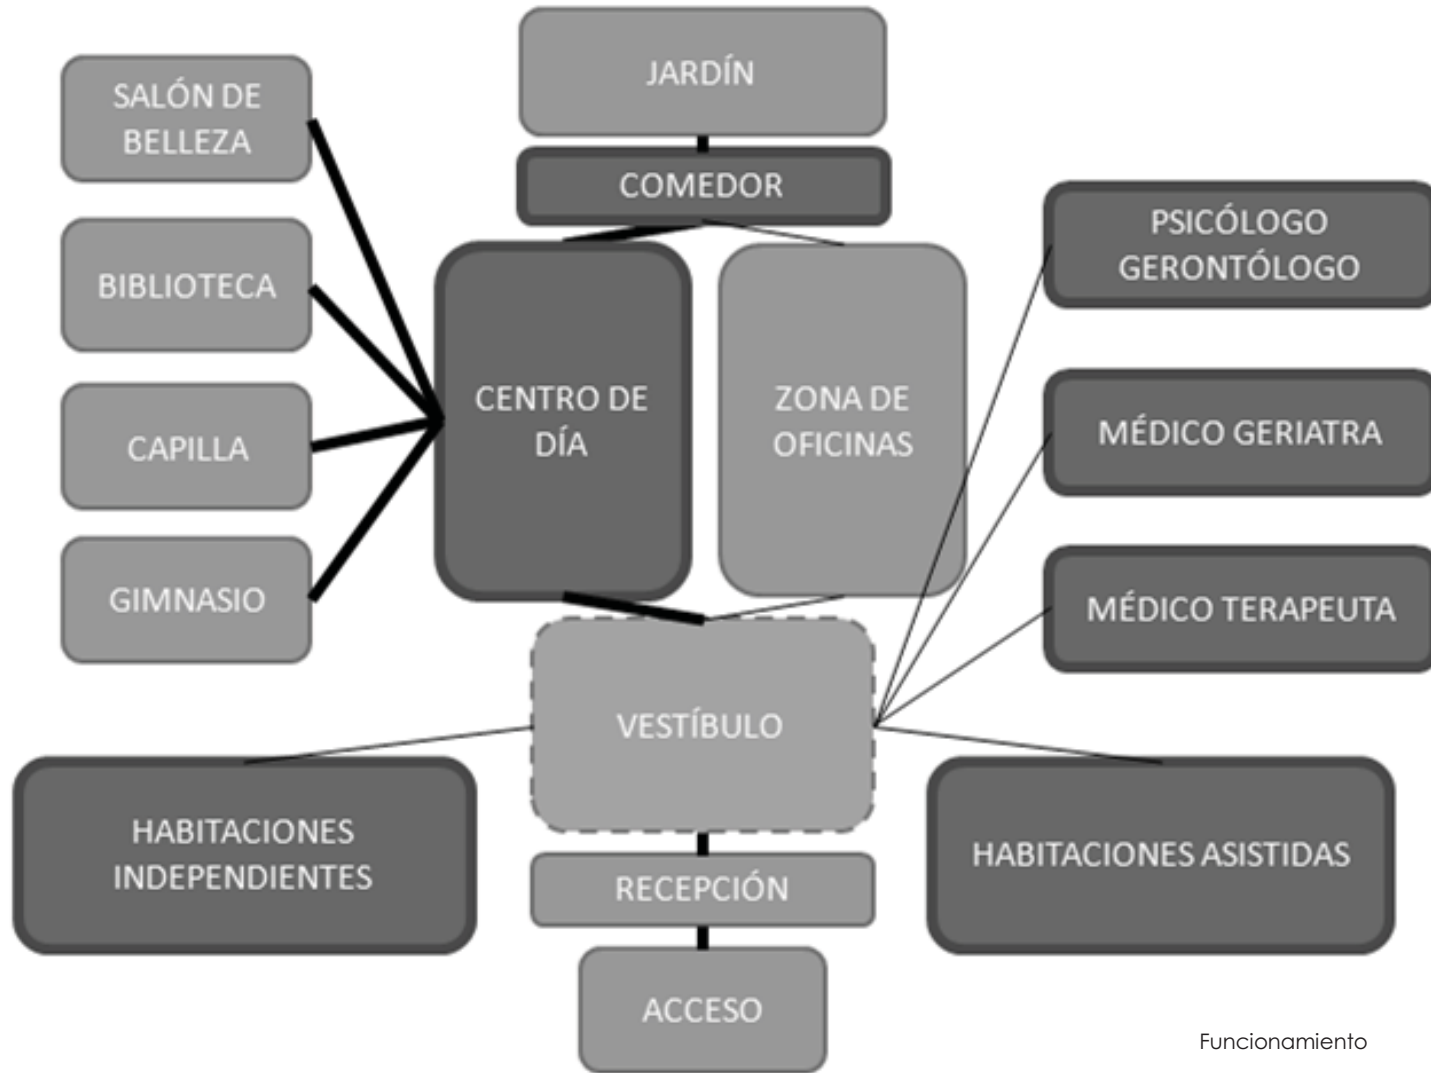 JARDÍN
SALÓN DE
BELLEZA
COMEDOR
PSICÓLOGO
GERONTÓLOGO
BIBLIOTECA
CENTRO DE
DÍA
ZONA DE
OFICINAS
MÉDICO GERIATRA
CAPILLA
GIMNASIO
MÉDICO TERAPEUTA
VESTÍBULO
HABITACIONES
INDEPENDIENTES
HABITACIONES ASISTIDAS
RECEPCIÓN
ACCESO
Funcionamiento